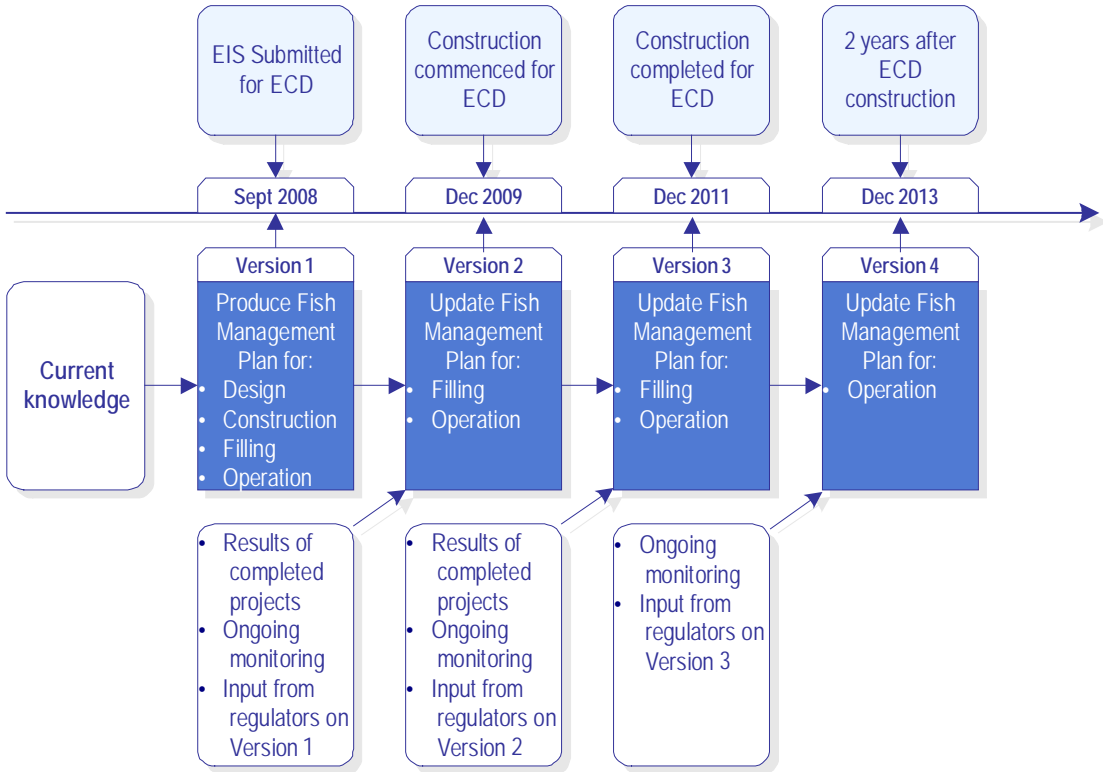 EIS Submitted
for ECD
Construction
commenced for
ECD
Construction
completed for
ECD
2 years after
ECD
construction
Sept 2008
Dec 2009
Dec 2011
Dec 2013
Version 1
Version 2
Version 3
Version 4
Current
knowledge
Produce Fish
Management
Plan for:
• Design
• Construction
• Filling
• Operation
Update Fish
Management
Plan for:
• Filling
• Operation
Update Fish
Management
Plan for:
• Filling
• Operation
Update Fish
Management
Plan for:
• Operation
• Results of
completed
projects
• Ongoing
monitoring
• Input from
regulators on
Version 1
• Results of
completed
projects
• Ongoing
monitoring
• Input from
regulators on
Version 2
• Ongoing
monitoring
• Input from
regulators on
Version 3